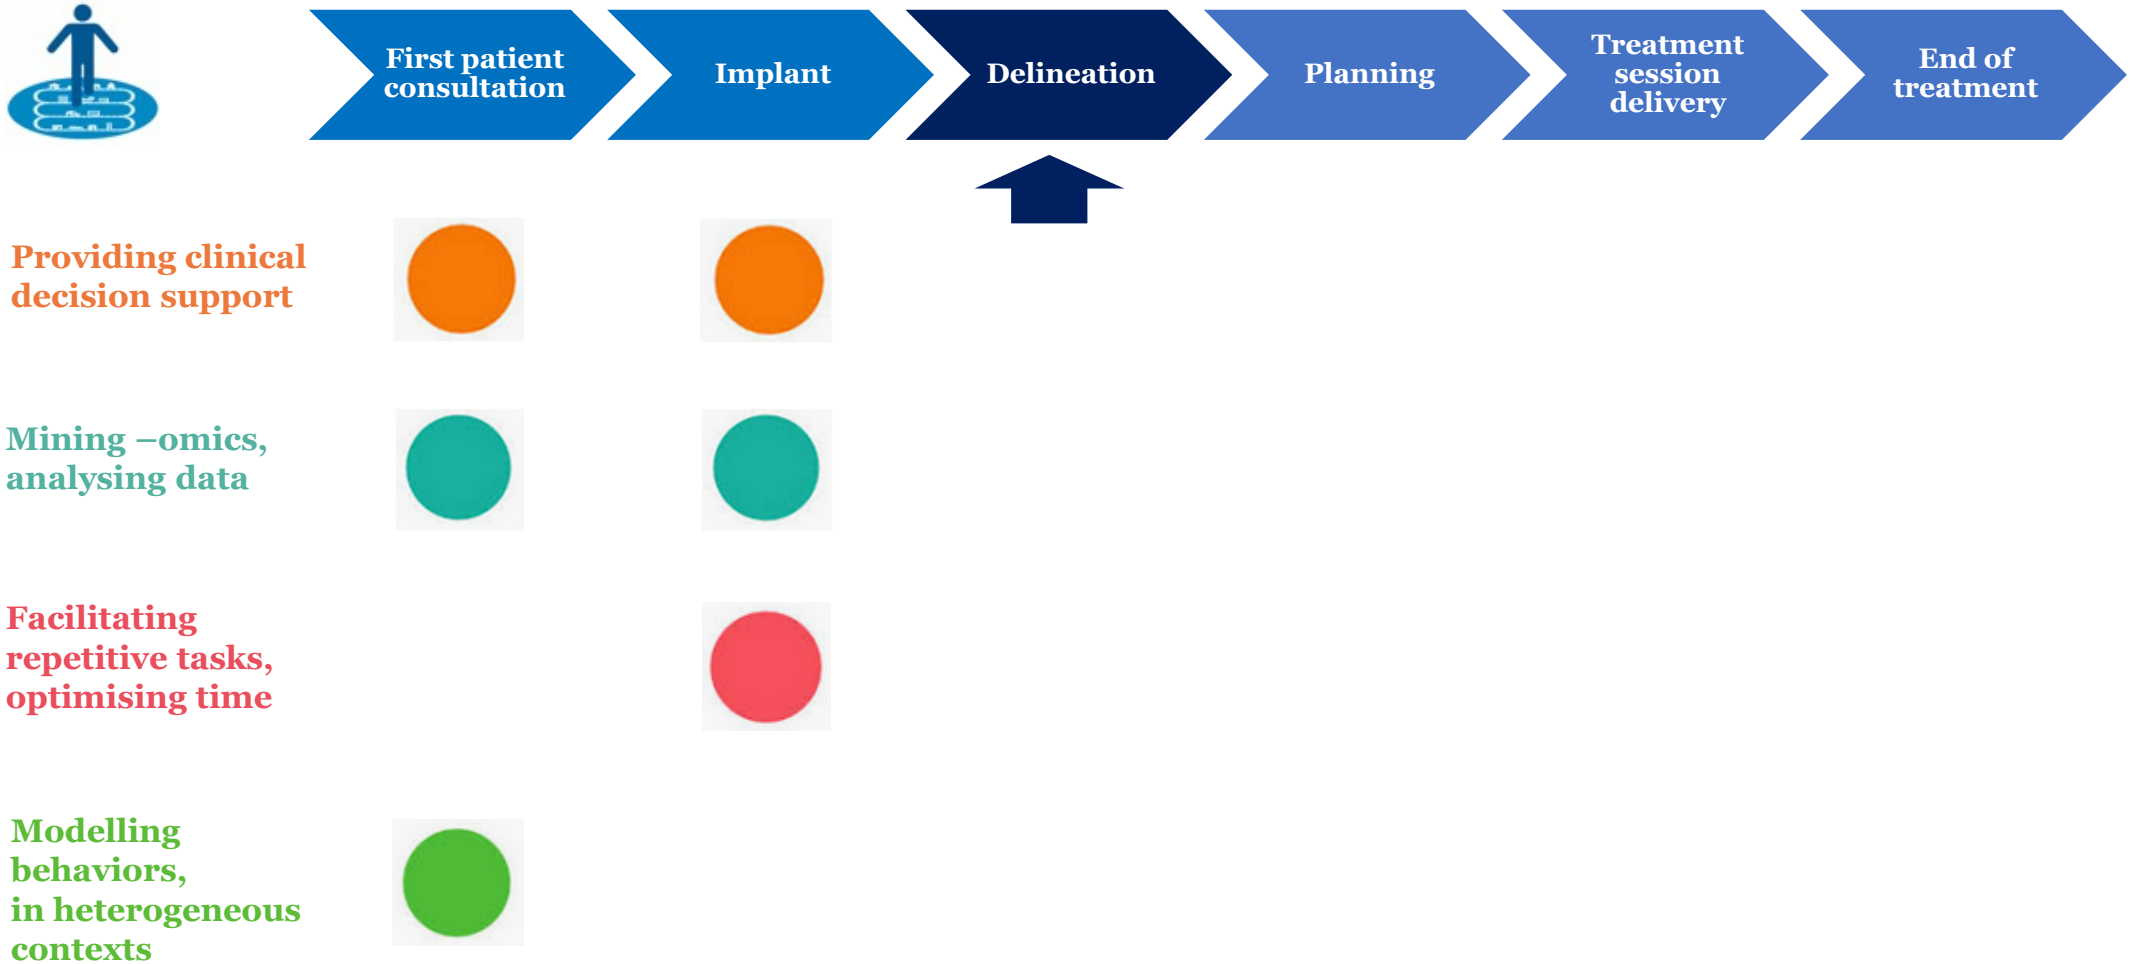 First patient
consultation
Implant
Delineation
Planning
Treatment
session
delivery
End of
treatment
Providing clinical
decision support
Mining –omics,
analysing data
Facilitating
repetitive tasks,
optimising time
Modelling
behaviors,
in heterogeneous
contexts